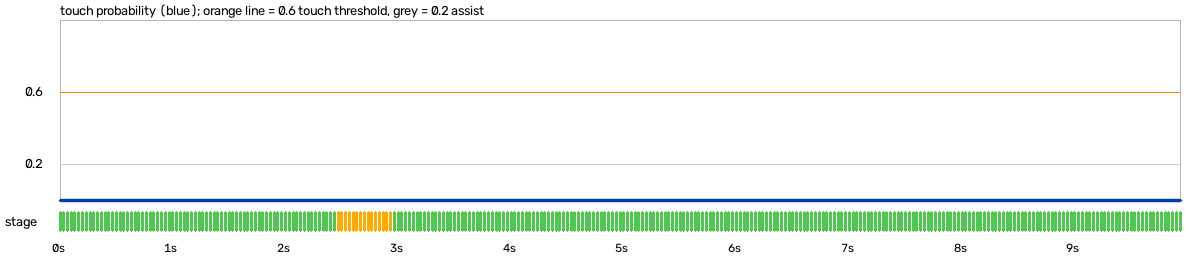 touch probability (blue); orange line = 0.6 touch threshold, grey = 0.2 assist
0.6
0.2
stage
0s 1s 2s 3s 4s 5s 6s 7s 8s 9s